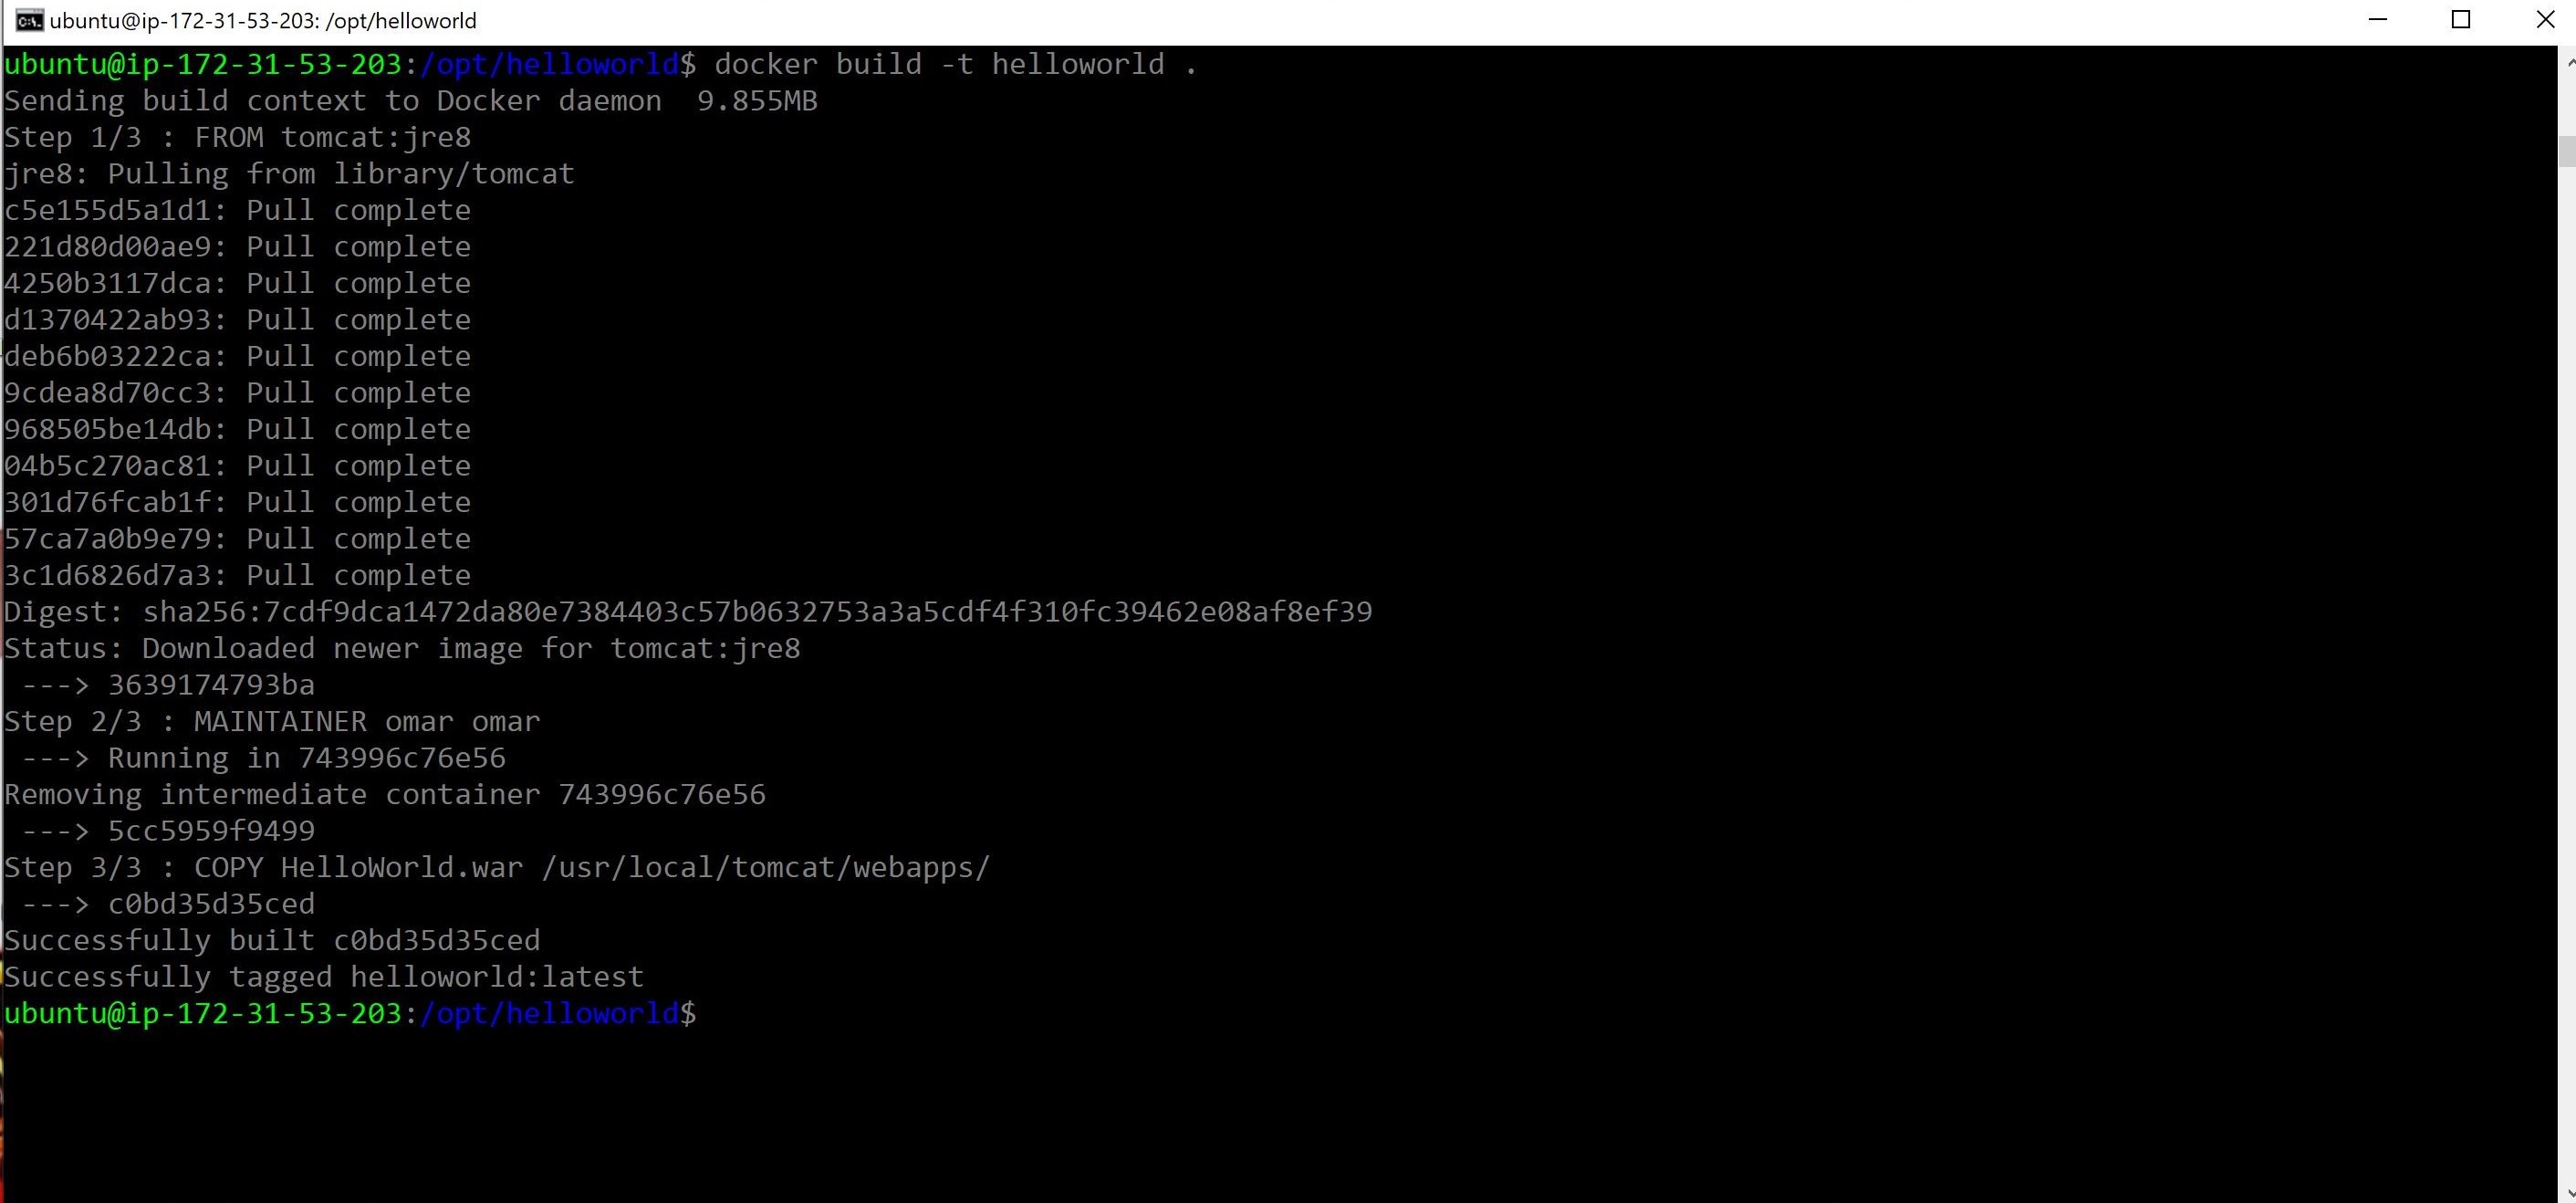 ubuntu@ip-172-31-53-203: /opt/helloworld
ubuntu@ip-172-31-53-203:/opt/helloworld$ docker build -t helloworld .
Sending build context to Docker daemon  9.855MB
Step 1/3 : FROM tomcat:jre8
jre8: Pulling from library/tomcat
c5e155d5a1d1: Pull complete
221d80d00ae9: Pull complete
4250b3117dca: Pull complete
d1370422ab93: Pull complete
deb6b03222ca: Pull complete
9cdea8d70cc3: Pull complete
968505be14db: Pull complete
04b5c270ac81: Pull complete
301d76fcab1f: Pull complete
57ca7a0b9e79: Pull complete
3c1d6826d7a3: Pull complete
Digest: sha256:7cdf9dca1472da80e7384403c57b0632753a3a5cdf4f310fc39462e08af8ef39
Status: Downloaded newer image for tomcat:jre8
 ---> 3639174793ba
Step 2/3 : MAINTAINER omar omar
 ---> Running in 743996c76e56
Removing intermediate container 743996c76e56
 ---> 5cc5959f9499
Step 3/3 : COPY HelloWorld.war /usr/local/tomcat/webapps/
 ---> c0bd35d35ced
Successfully built c0bd35d35ced
Successfully tagged helloworld:latest
ubuntu@ip-172-31-53-203:/opt/helloworld$